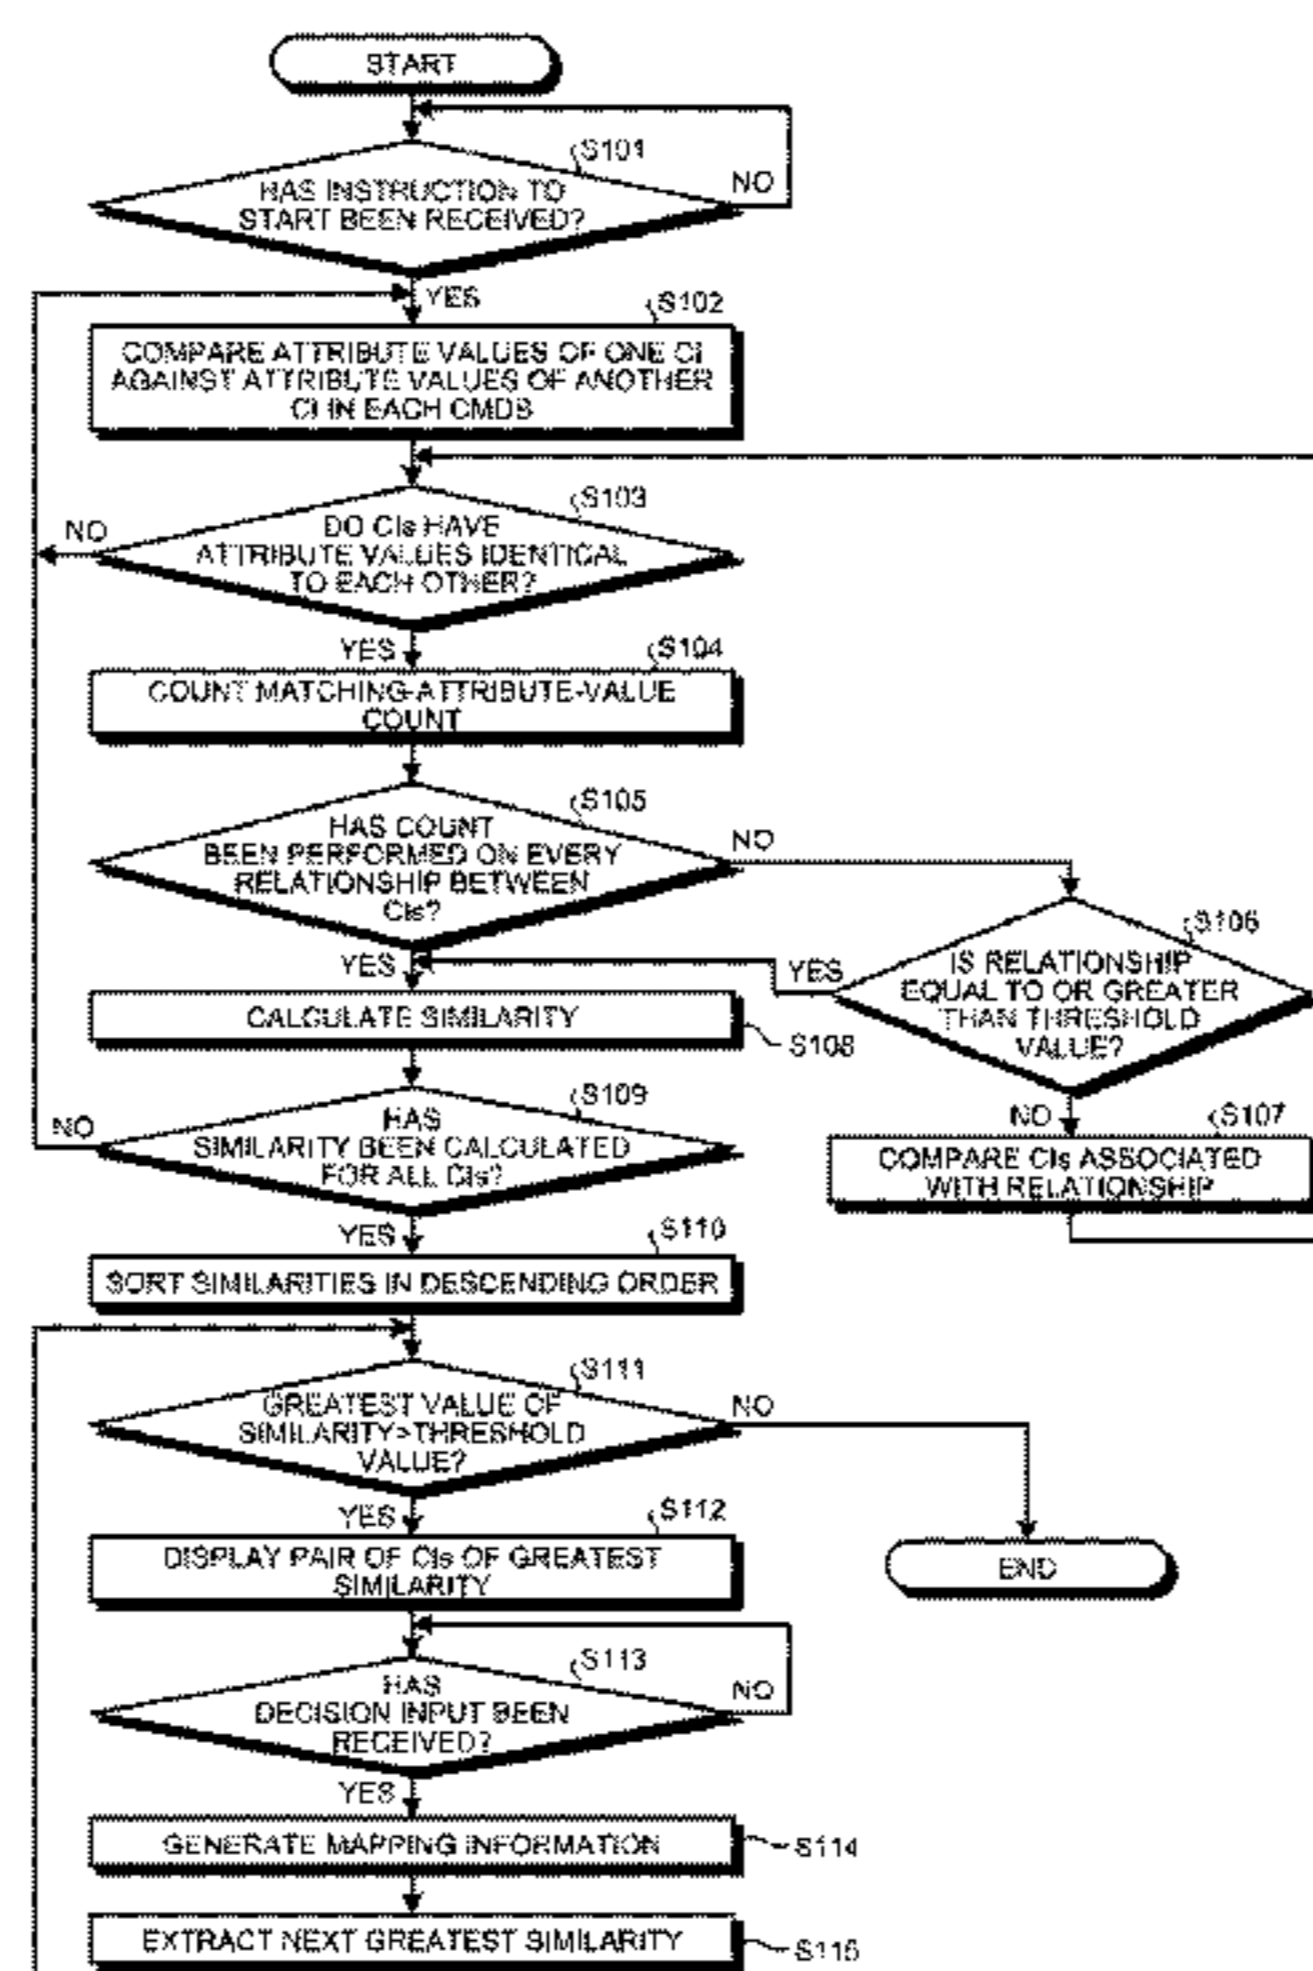 START
S101
HAS INSTRUCTION TO
START BEEN RECEIVED?
NO
YES
S102
COMPARE ATTRIBUTE VALUES OF ONE CI
AGAINST ATTRIBUTE VALUES OF ANOTHER
CI IN EACH CMDB
S103
DO CIs HAVE
ATTRIBUTE VALUES IDENTICAL
TO EACH OTHER?
NO
YES
S104
COUNT MATCHING-ATTRIBUTE-VALUE
COUNT
S105
HAS COUNT
BEEN PERFORMED ON EVERY
RELATIONSHIP BETWEEN
CIs?
NO
YES
S106
IS RELATIONSHIP
EQUAL TO OR GREATER
THAN THRESHOLD
VALUE?
YES
NO
S107
COMPARE CIs ASSOCIATED
WITH RELATIONSHIP
CALCULATE SIMILARITY
S108
S109
HAS
SIMILARITY BEEN CALCULATED
FOR ALL CIs?
NO
YES
S110
SORT SIMILARITIES IN DESCENDING ORDER
S111
GREATEST VALUE OF
SIMILARITY>THRESHOLD
VALUE?
NO
YES
S112
DISPLAY PAIR OF CIs OF GREATEST
SIMILARITY
END
S113
HAS
DECISION INPUT BEEN
RECEIVED?
NO
YES
GENERATE MAPPING INFORMATION
S114
EXTRACT NEXT GREATEST SIMILARITY
S115